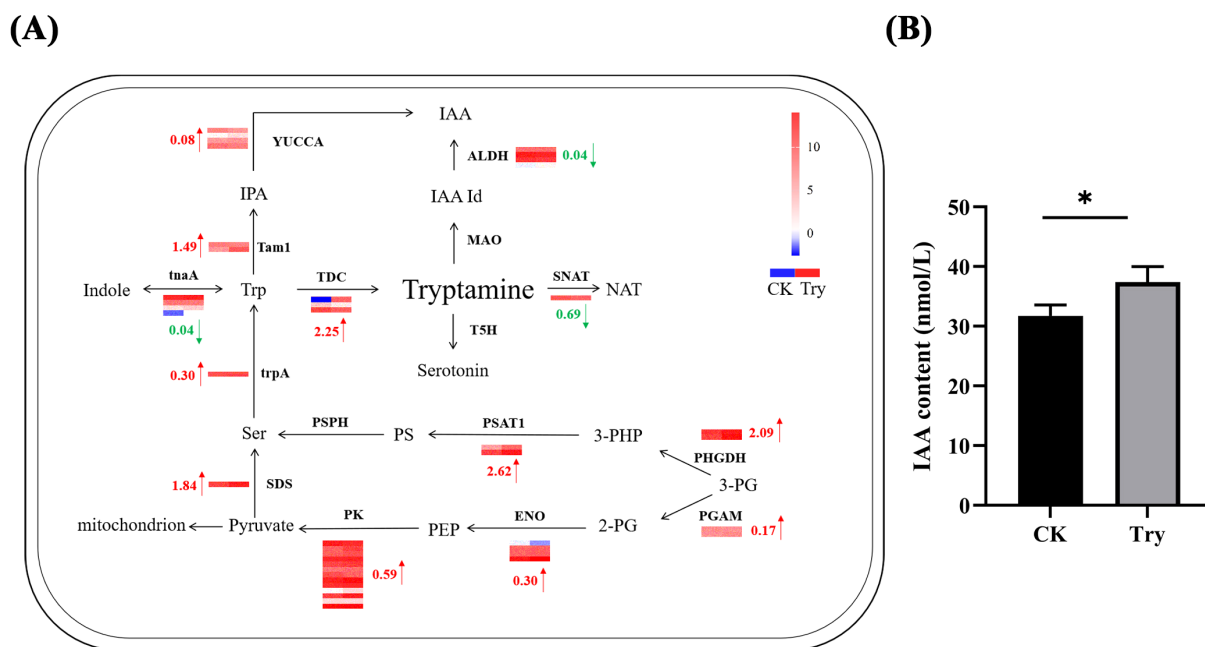 (A)
(B)
IAA
0.08
YUCCA
ALDH
0.04
10
5
0
CK Try
IPA
IAA Id
1.49
Tam1
MAO
tnaA
TDC
SNAT
Indole
Trp
Tryptamine
NAT
0.04
2.25
0.69
T5H
Serotonin
0.30
trpA
Ser
PSPH
PS
PSAT1
3-PHP
2.09
2.62
PHGDH
3-PG
1.84
SDS
mitochondrion
Pyruvate
PK
PEP
ENO
2-PG
PGAM
0.17
0.59
0.30
IAA content (nmol/L)
50
40
30
20
10
0
*
CK
Try